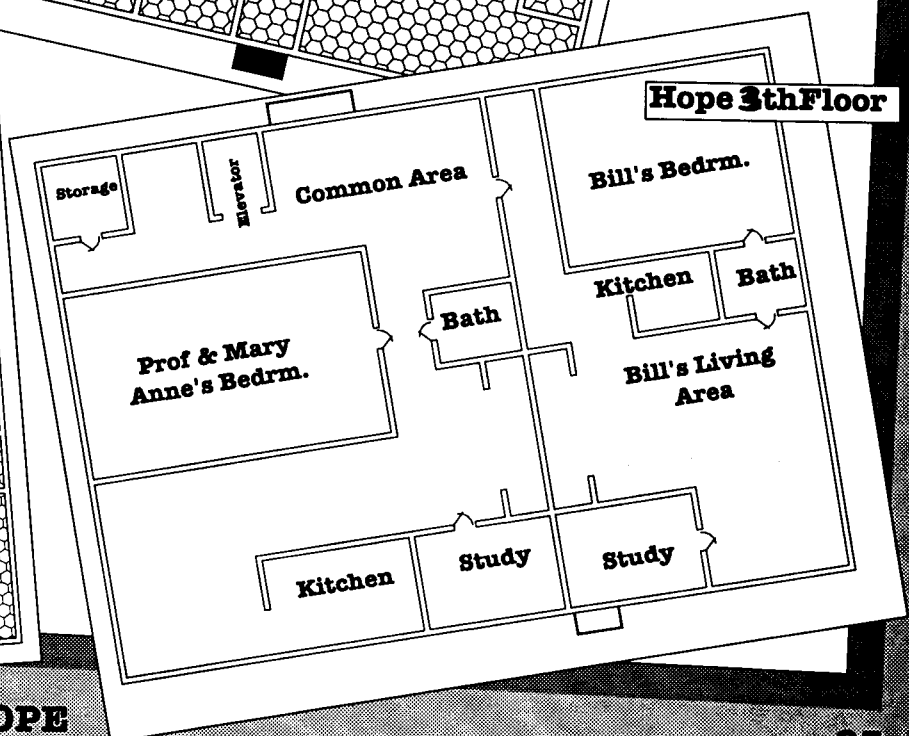 Hope 3thFloor
Storage
Elevator
Common Area
Bill's Bedrm.
Kitchen
Bath
Bath
Prof & Mary
Anne's Bedrm.
Bill's Living
Area
Kitchen
Study
Study